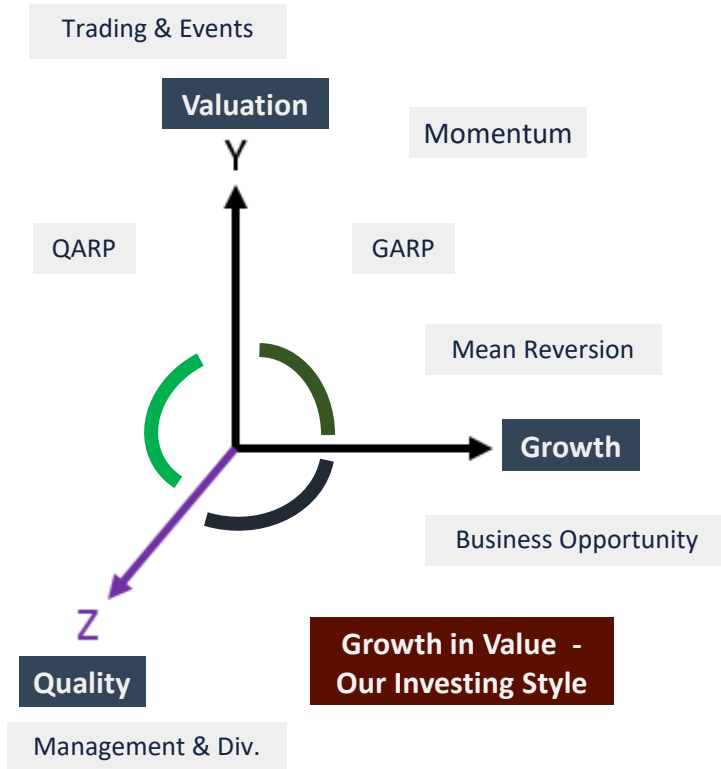 Trading & Events
Valuation
Momentum
Y
QARP
GARP
Mean Reversion
Growth
Business Opportunity
Z
Growth in Value -
Our Investing Style
Quality
Management & Div.